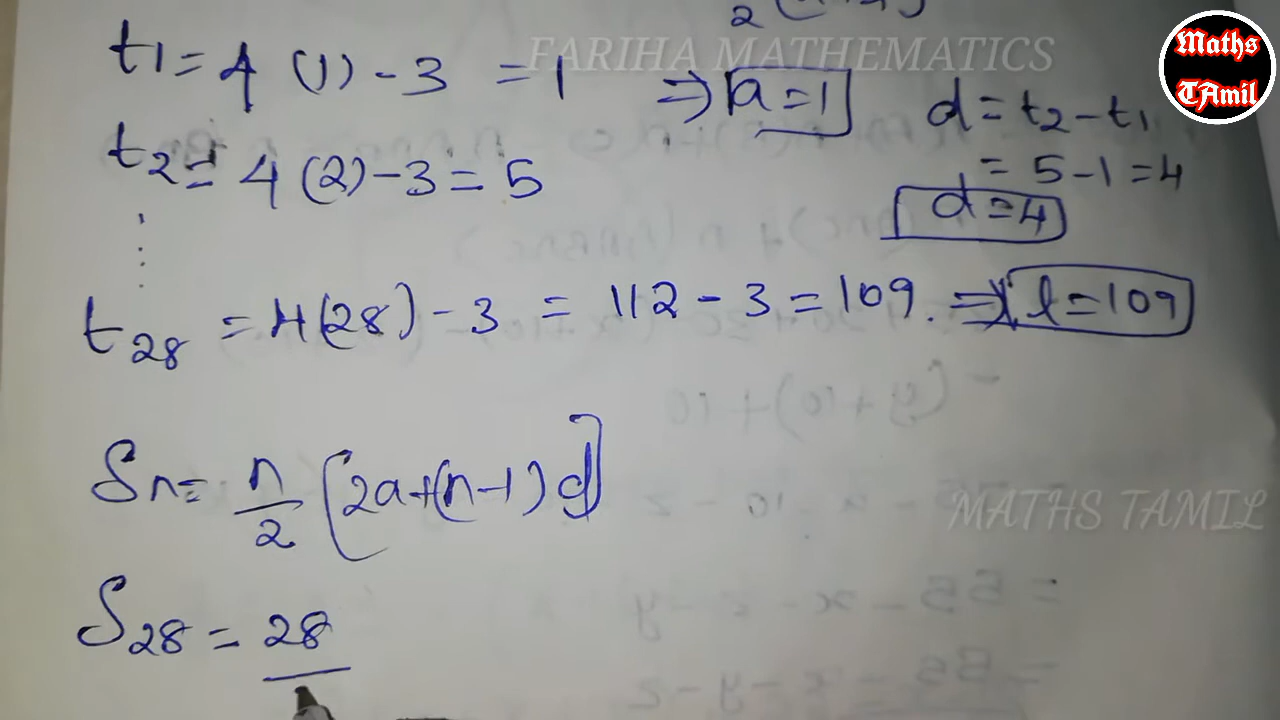 FARIHA MATHEMATICS
Maths
TAmil
t1 = 4 (1) - 3 = 1 ⇒ a = 1
d = t2 - t1
t2 = 4 (2) - 3 = 5
= 5 - 1 = 4
d = 4
t28 = 4(28) - 3 = 112 - 3 = 109. ⇒ l = 109
Sn = n/2 [2a+(n-1)d]
MATHS TAMIL
S28 = 28